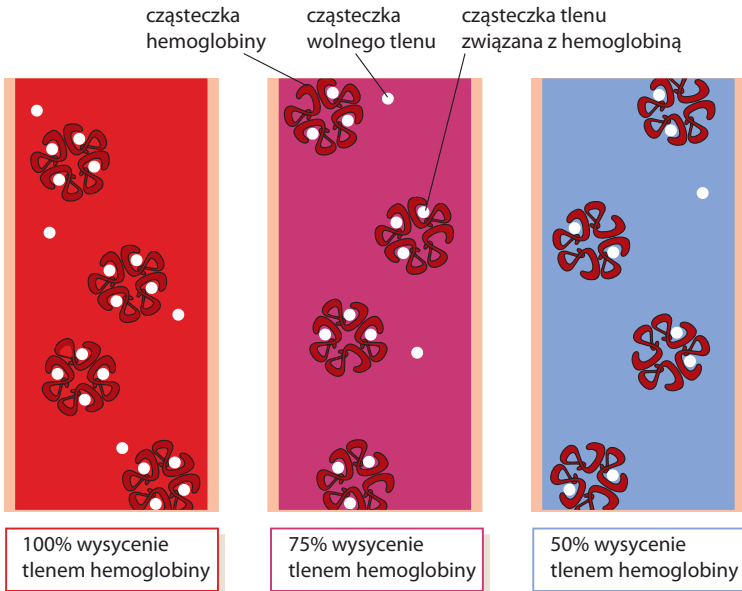 cząsteczka
hemoglobiny
cząsteczka
wolnego tlenu
cząsteczka tlenu
związana z hemoglobiną
100% wysycenie
tlenem hemoglobiny
75% wysycenie
tlenem hemoglobiny
50% wysycenie
tlenem hemoglobiny